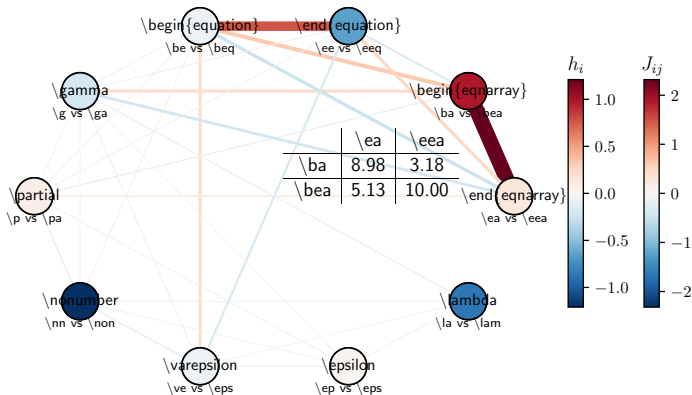 \begin{equation}
\be vs \beq
\end{equation}
\ee vs \eeq
\gamma
\g vs \ga
\begin{eqnarray}
\ba vs \bea
\ea \eea
\ba 8.98 3.18
\bea 5.13 10.00
\partial
\p vs \pa
\end{eqnarray}
\ea vs \eea
\nonumber
\nn vs \non
\lambda
\la vs \lam
\varepsilon
\ve vs \eps
\epsilon
\ep vs \eps
h_i
1.0
0.5
0.0
−0.5
−1.0
J_{ij}
2
1
0
−1
−2